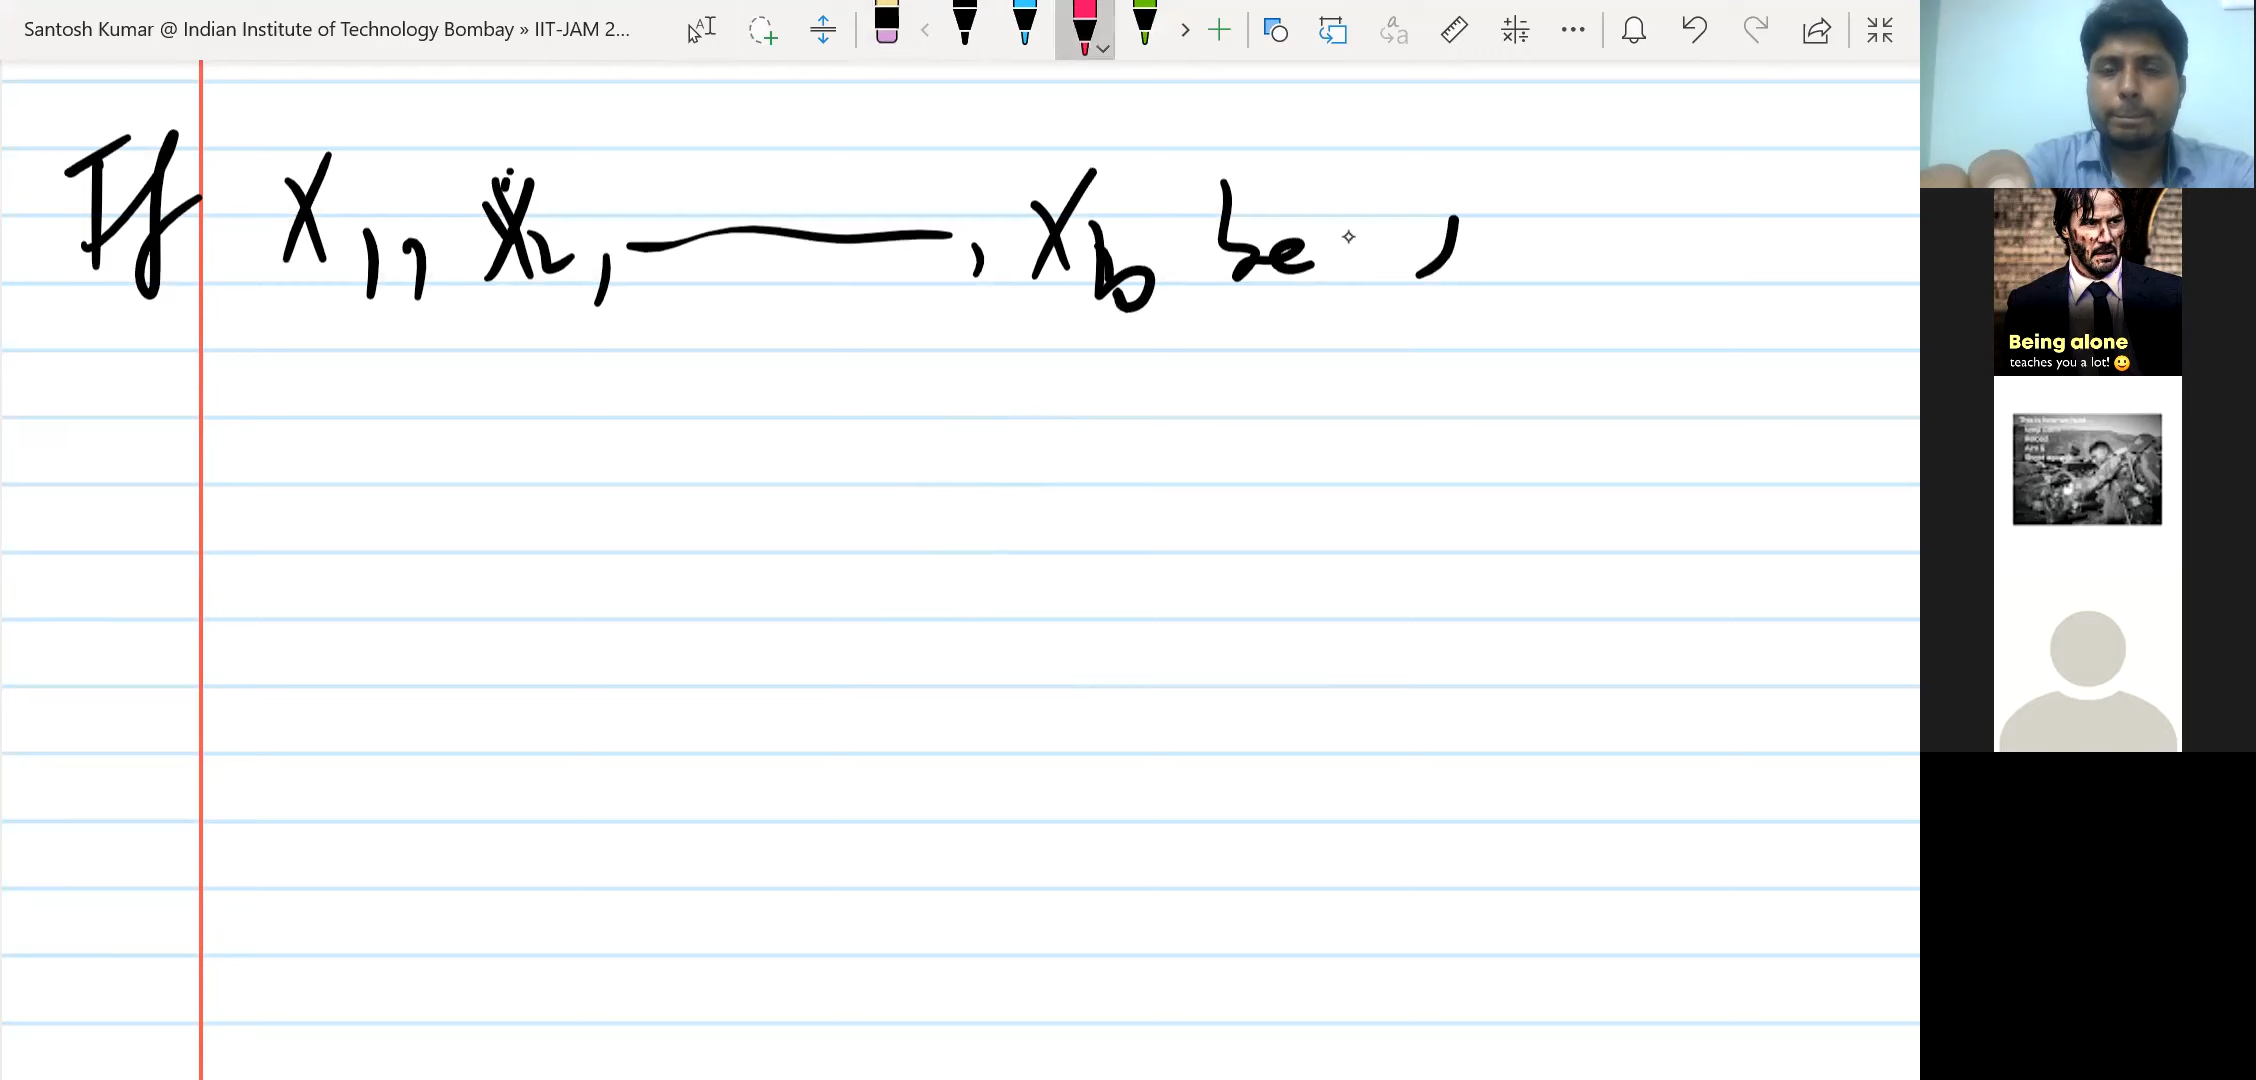 Santosh Kumar @ Indian Institute of Technology Bombay » IIT-JAM 2...
If X1, X2, ———, Xb be
Being alone
teaches you a lot! 😀